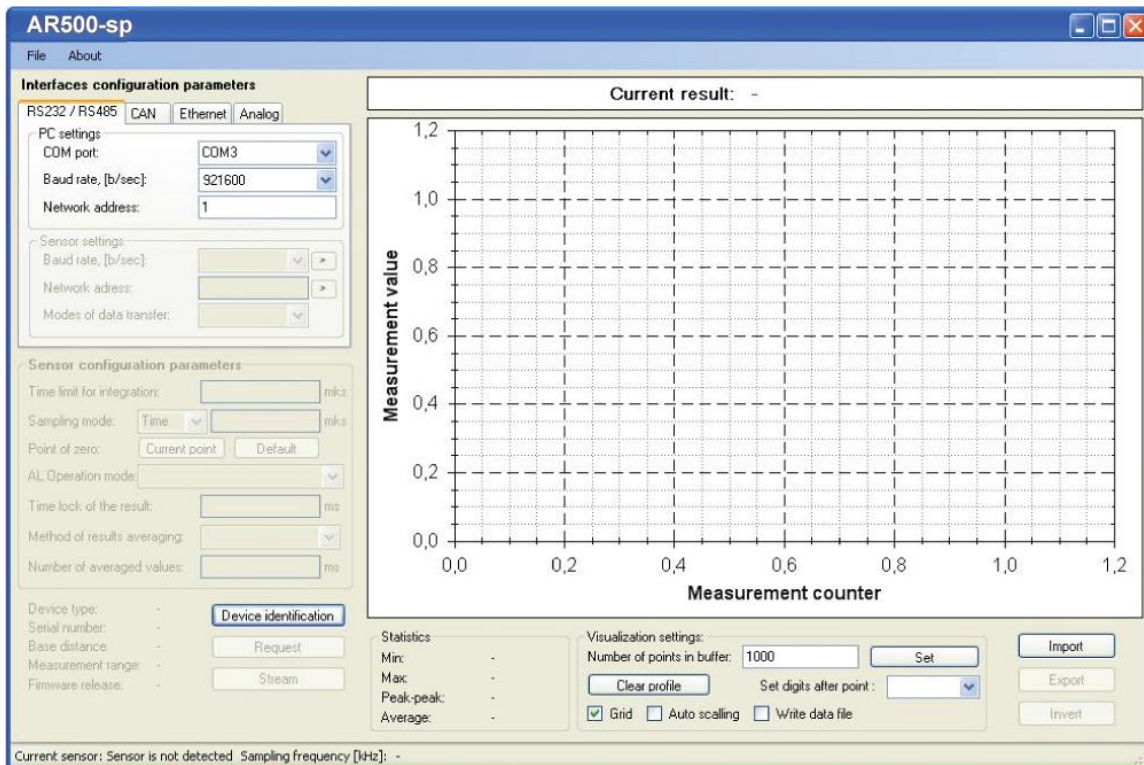 AR500-sp
File About
Interfaces configuration parameters
RS232 / RS485 CAN Ethernet Analog
PC settings
COM port: COM3
Baud rate, [b/sec]: 921600
Network address: 1
Sensor settings
Baud rate, [b/sec]: >
Network adress: >
Modes of data transfer:
Sensor configuration parameters
Time limit for integration: mks
Sampling mode: Time mks
Point of zero: Current point Default
AL Operation mode:
Time lock of the result: ms
Method of results averaging:
Number of averaged values: ms
Device type: -
Serial number: -
Base distance -
Measurement range: -
Firmware release: -
Device identification
Request
Stream
Current result: -
Measurement value
1,2
1,0
0,8
0,6
0,4
0,2
0,0
0,0 0,2 0,4 0,6 0,8 1,0 1,2
Measurement counter
Statistics
Min: -
Max: -
Peak-peak: -
Average: -
Visualization settings:
Number of points in buffer: 1000 Set
Clear profile Set digits after point :
Grid Auto scalling Write data file
Import
Export
Invert
Current sensor: Sensor is not detected Sampling frequency [kHz]: -